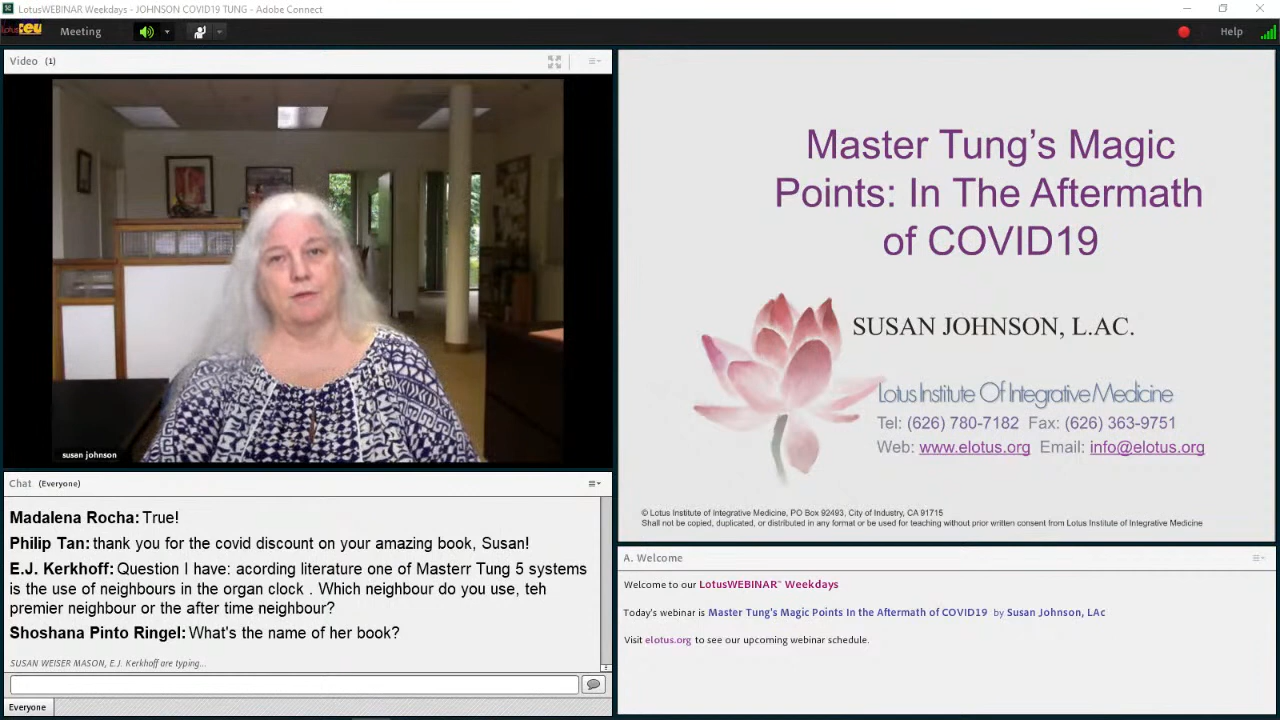 LotusWEBINAR Weekdays - JOHNSON COVID19 TUNG - Adobe Connect
Meeting
Help
Video (1)
susan johnson
Master Tung's Magic
Points: In The Aftermath
of COVID19
SUSAN JOHNSON, L.AC.
Lotus Institute Of Integrative Medicine
Tel: (626) 780-7182 Fax: (626) 363-9751
Web: www.elotus.org Email: info@elotus.org
© Lotus Institute of Integrative Medicine, PO Box 92493, City of Industry, CA 91715
Shall not be copied, duplicated, or distributed in any format or be used for teaching without prior written consent from Lotus Institute of Integrative Medicine
Chat (Everyone)
Madalena Rocha: True!
Philip Tan: thank you for the covid discount on your amazing book, Susan!
E.J. Kerkhoff: Question I have: acording literature one of Masterr Tung 5 systems
is the use of neighbours in the organ clock . Which neighbour do you use, teh
premier neighbour or the after time neighbour?
Shoshana Pinto Ringel: What's the name of her book?
SUSAN WEISER MASON, E.J. Kerkhoff are typing...
Everyone
A. Welcome
Welcome to our LotusWEBINAR™ Weekdays
Today's webinar is Master Tung's Magic Points In the Aftermath of COVID19 by Susan Johnson, LAc
Visit elotus.org to see our upcoming webinar schedule.